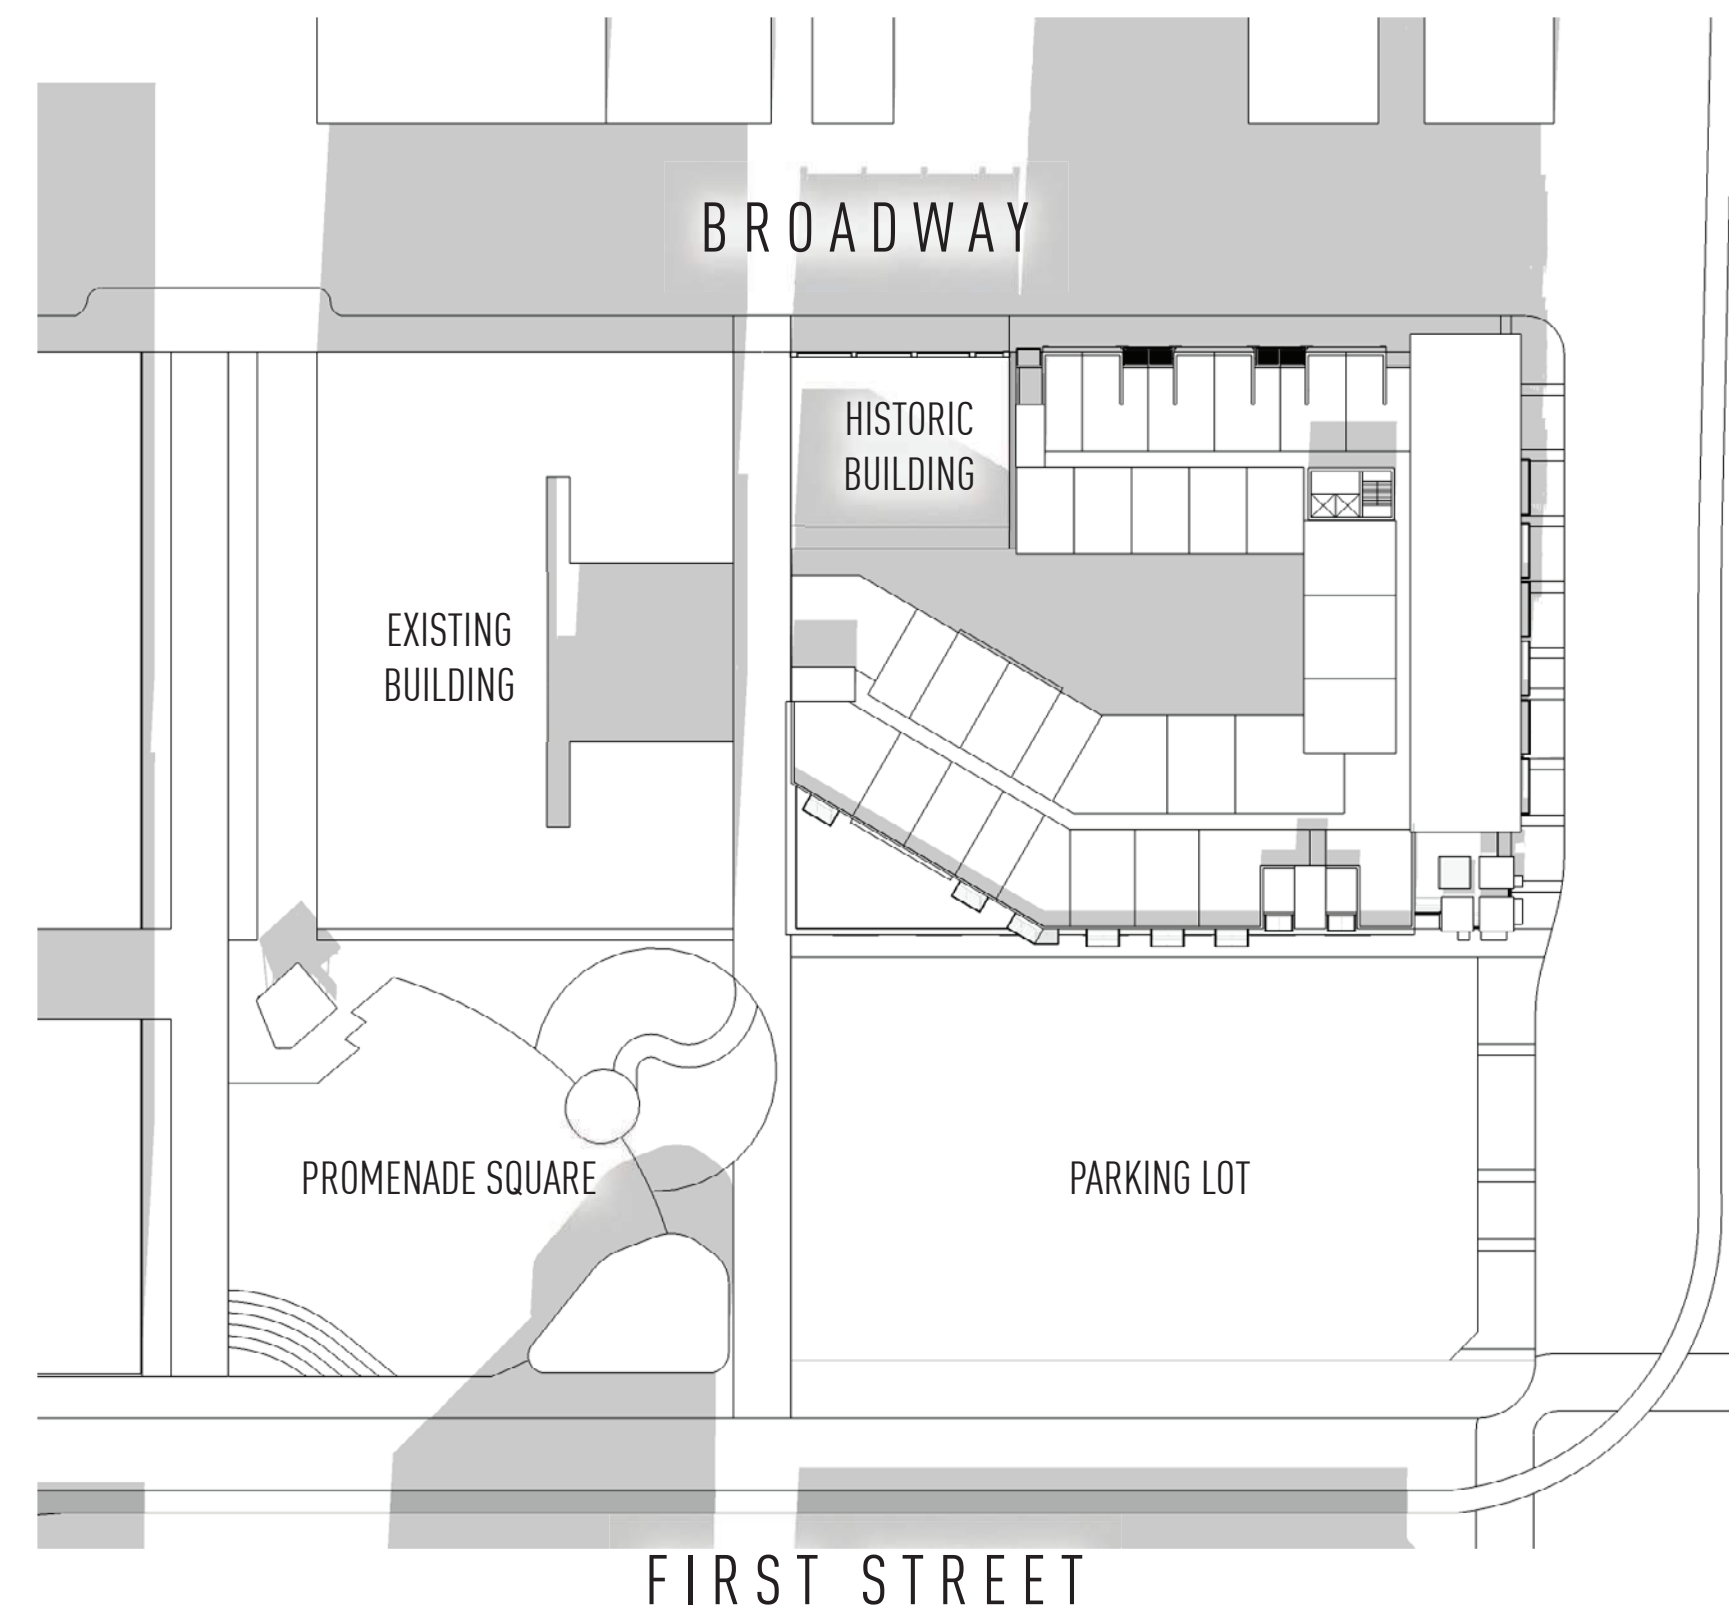 BROADWAY
HISTORIC
BUILDING
EXISTING
BUILDING
PROMENADE SQUARE
PARKING LOT
FIRST STREET